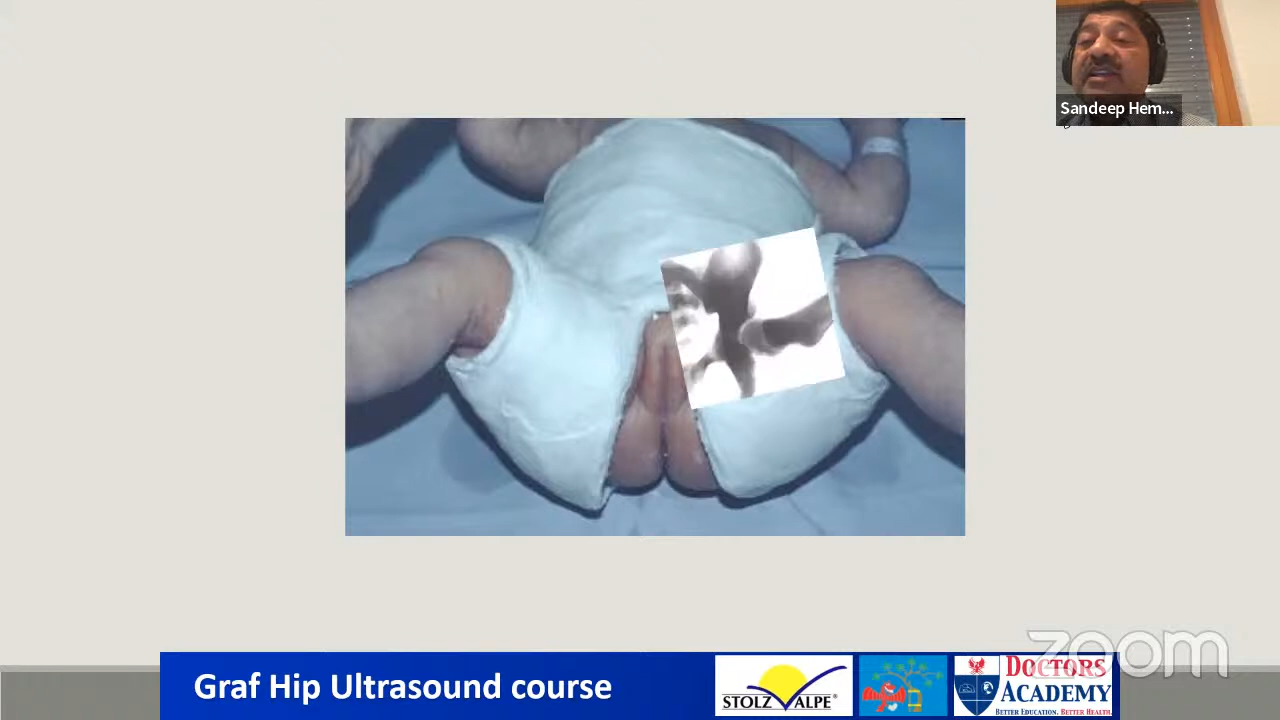 Sandeep Hem...
Graf Hip Ultrasound course
STOLZALPE®
DOCTORS
ACADEMY
BETTER EDUCATION. BETTER HEALTH.
zoom